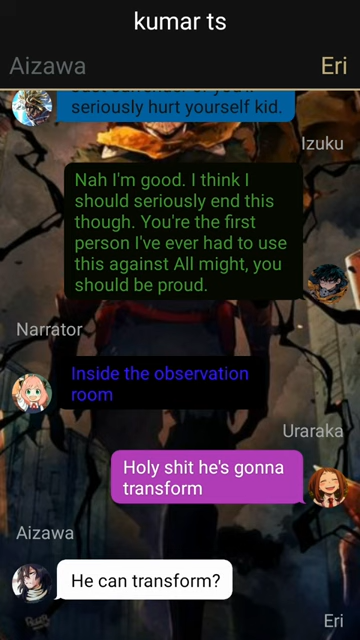 kumar ts
Aizawa
Eri
seriously hurt yourself kid.
Izuku
Nah I'm good. I think I
should seriously end this
though. You're the first
person I've ever had to use
this against All might, you
should be proud.
Narrator
Inside the observation
room
Uraraka
Holy shit he's gonna
transform
Aizawa
He can transform?
Eri